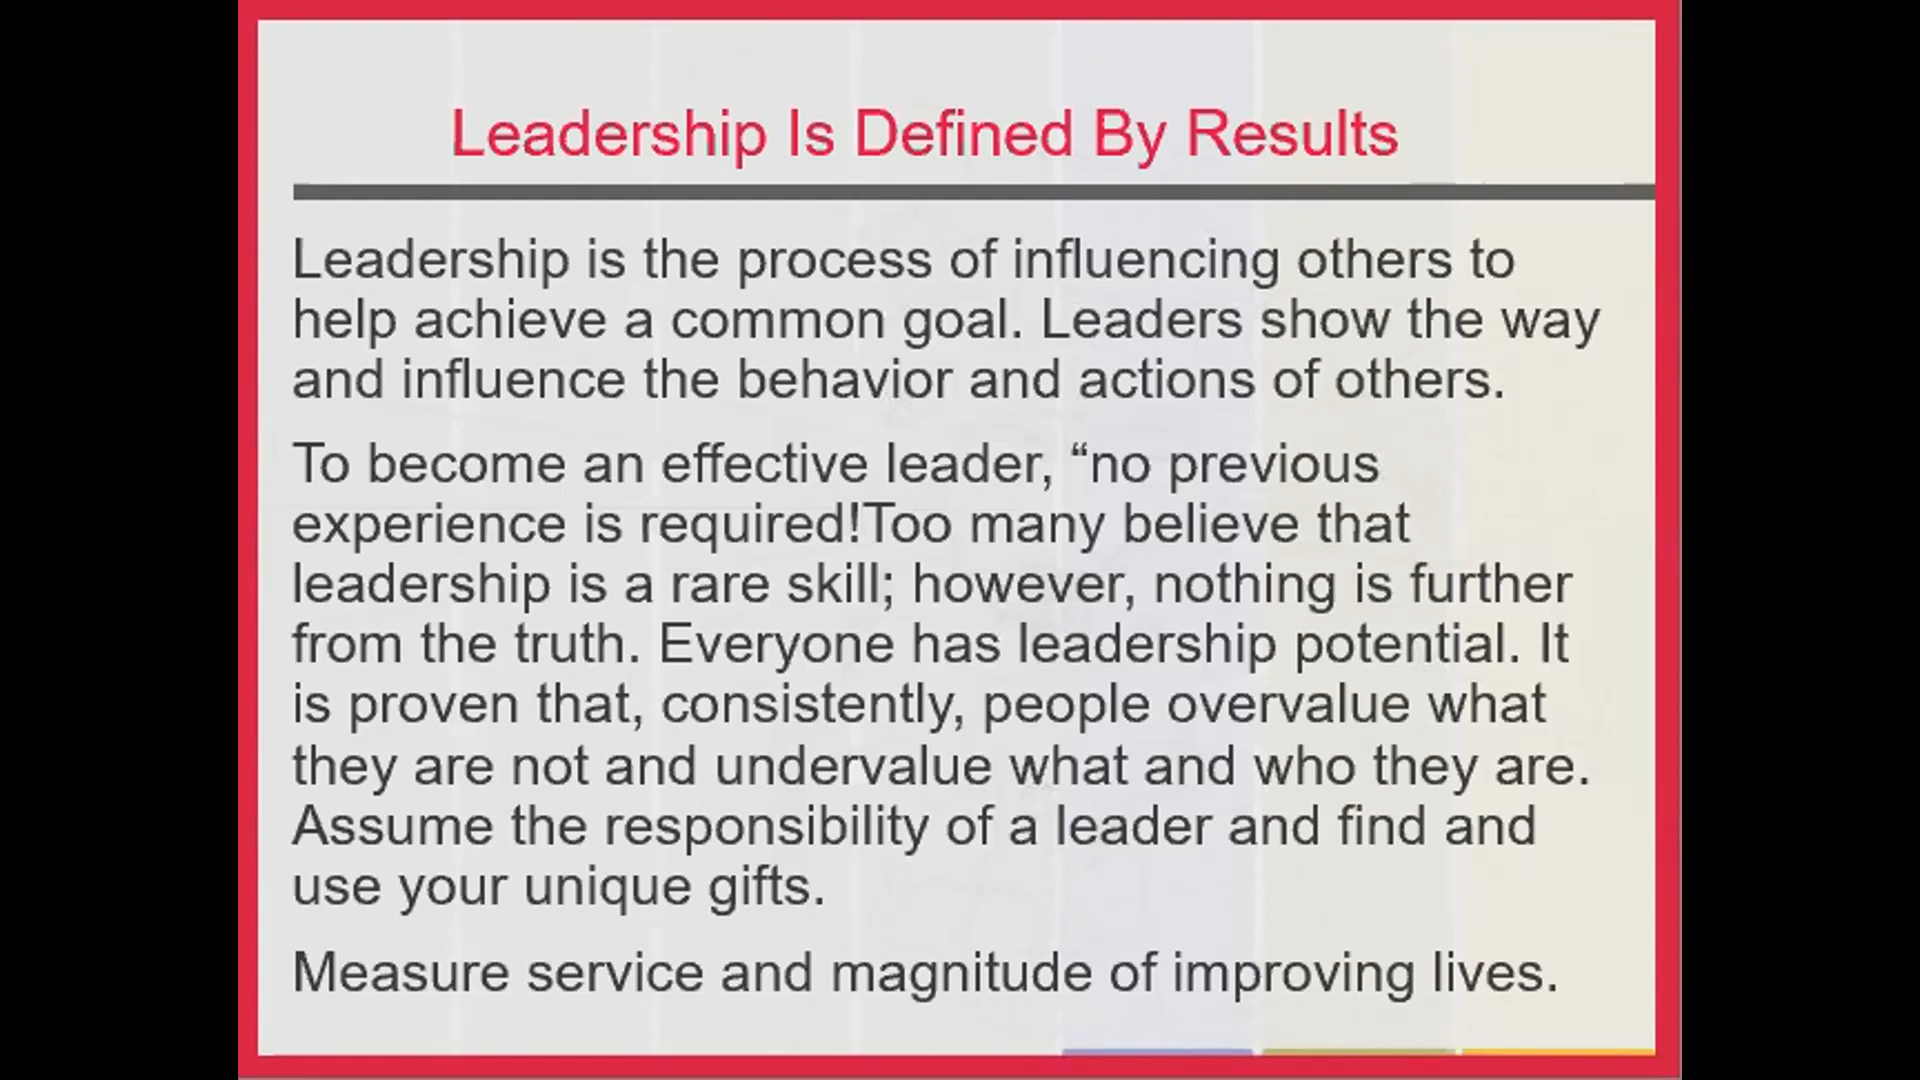 Leadership Is Defined By Results
Leadership is the process of influencing others to
help achieve a common goal. Leaders show the way
and influence the behavior and actions of others.
To become an effective leader, “no previous
experience is required!Too many believe that
leadership is a rare skill; however, nothing is further
from the truth. Everyone has leadership potential. It
is proven that, consistently, people overvalue what
they are not and undervalue what and who they are.
Assume the responsibility of a leader and find and
use your unique gifts.
Measure service and magnitude of improving lives.